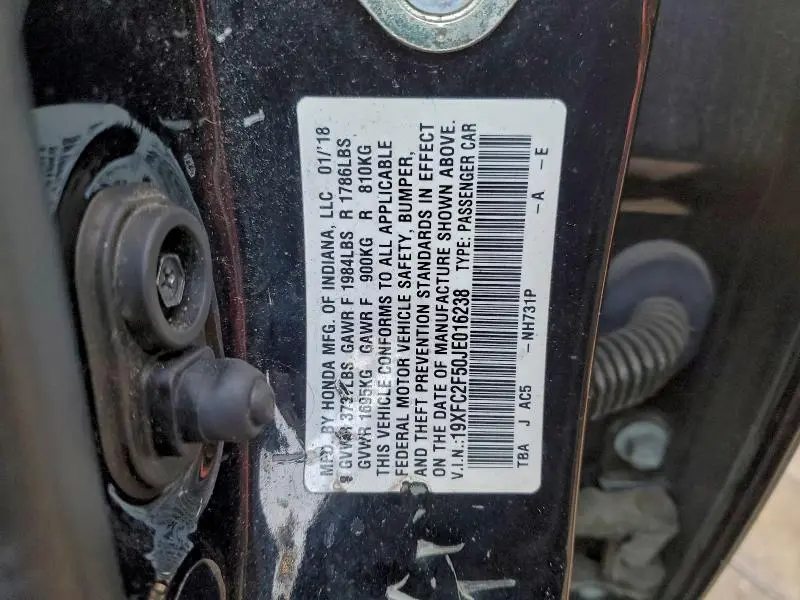 MFD. BY HONDA MFG. OF INDIANA, LLC 01/'18
GVWR LBS GAWR F 1984LBS R 1786LBS
GVWR 1695KG GAWR F 900KG R 810KG
THIS VEHICLE CONFORMS TO ALL APPLICABLE
FEDERAL MOTOR VEHICLE SAFETY, BUMPER,
AND THEFT PREVENTION STANDARDS IN EFFECT
ON THE DATE OF MANUFACTURE SHOWN ABOVE.
V.I.N.:19XFC2F50JE016238 TYPE: PASSENGER CAR
TBA J AC5 -NH731P -A -E